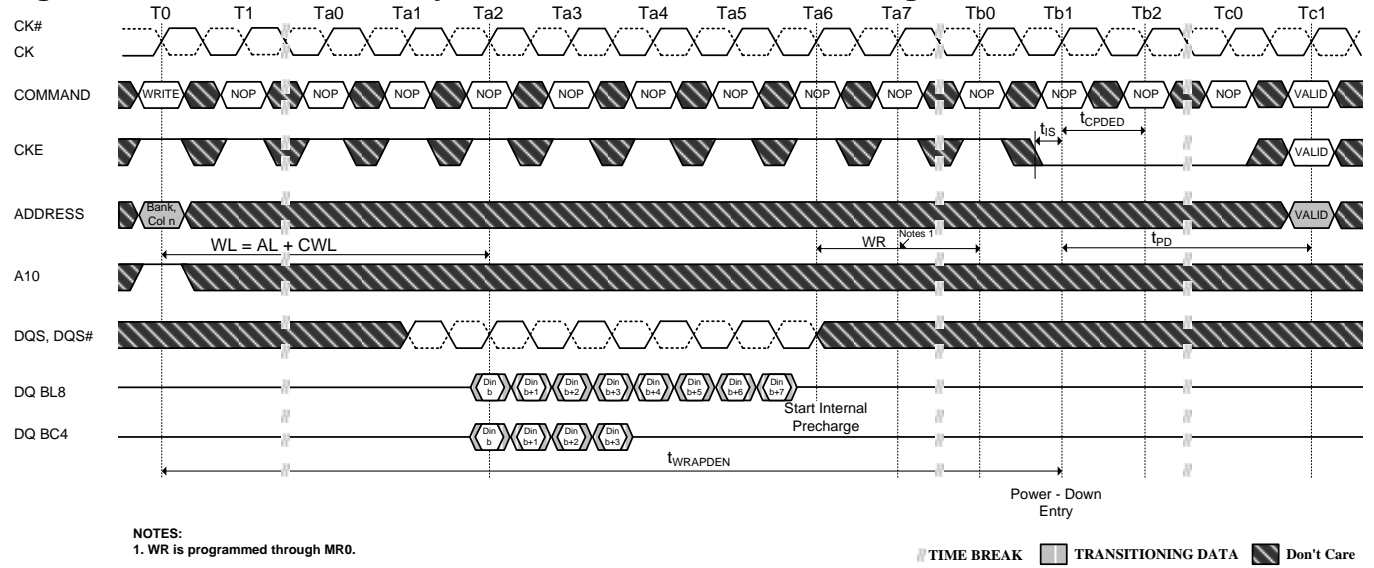 T0 T1 Ta0 Ta1 Ta2 Ta3 Ta4 Ta5 Ta6 Ta7 Tb0 Tb1 Tb2 Tc0 Tc1
CK#
CK
COMMAND WRITE NOP NOP NOP NOP NOP NOP NOP NOP NOP NOP NOP NOP NOP VALID
tIS tCPDED
CKE VALID
ADDRESS Bank, Col n VALID
WL = AL + CWL WR Notes 1 tPD
A10
DQS, DQS#
DQ BL8 Din b Din b+1 Din b+2 Din b+3 Din b+4 Din b+5 Din b+6 Din b+7
Start Internal
Precharge
DQ BC4 Din b Din b+1 Din b+2 Din b+3
tWRAPDEN
Power - Down
Entry
NOTES:
1. WR is programmed through MR0.
TIME BREAK TRANSITIONING DATA Don't Care